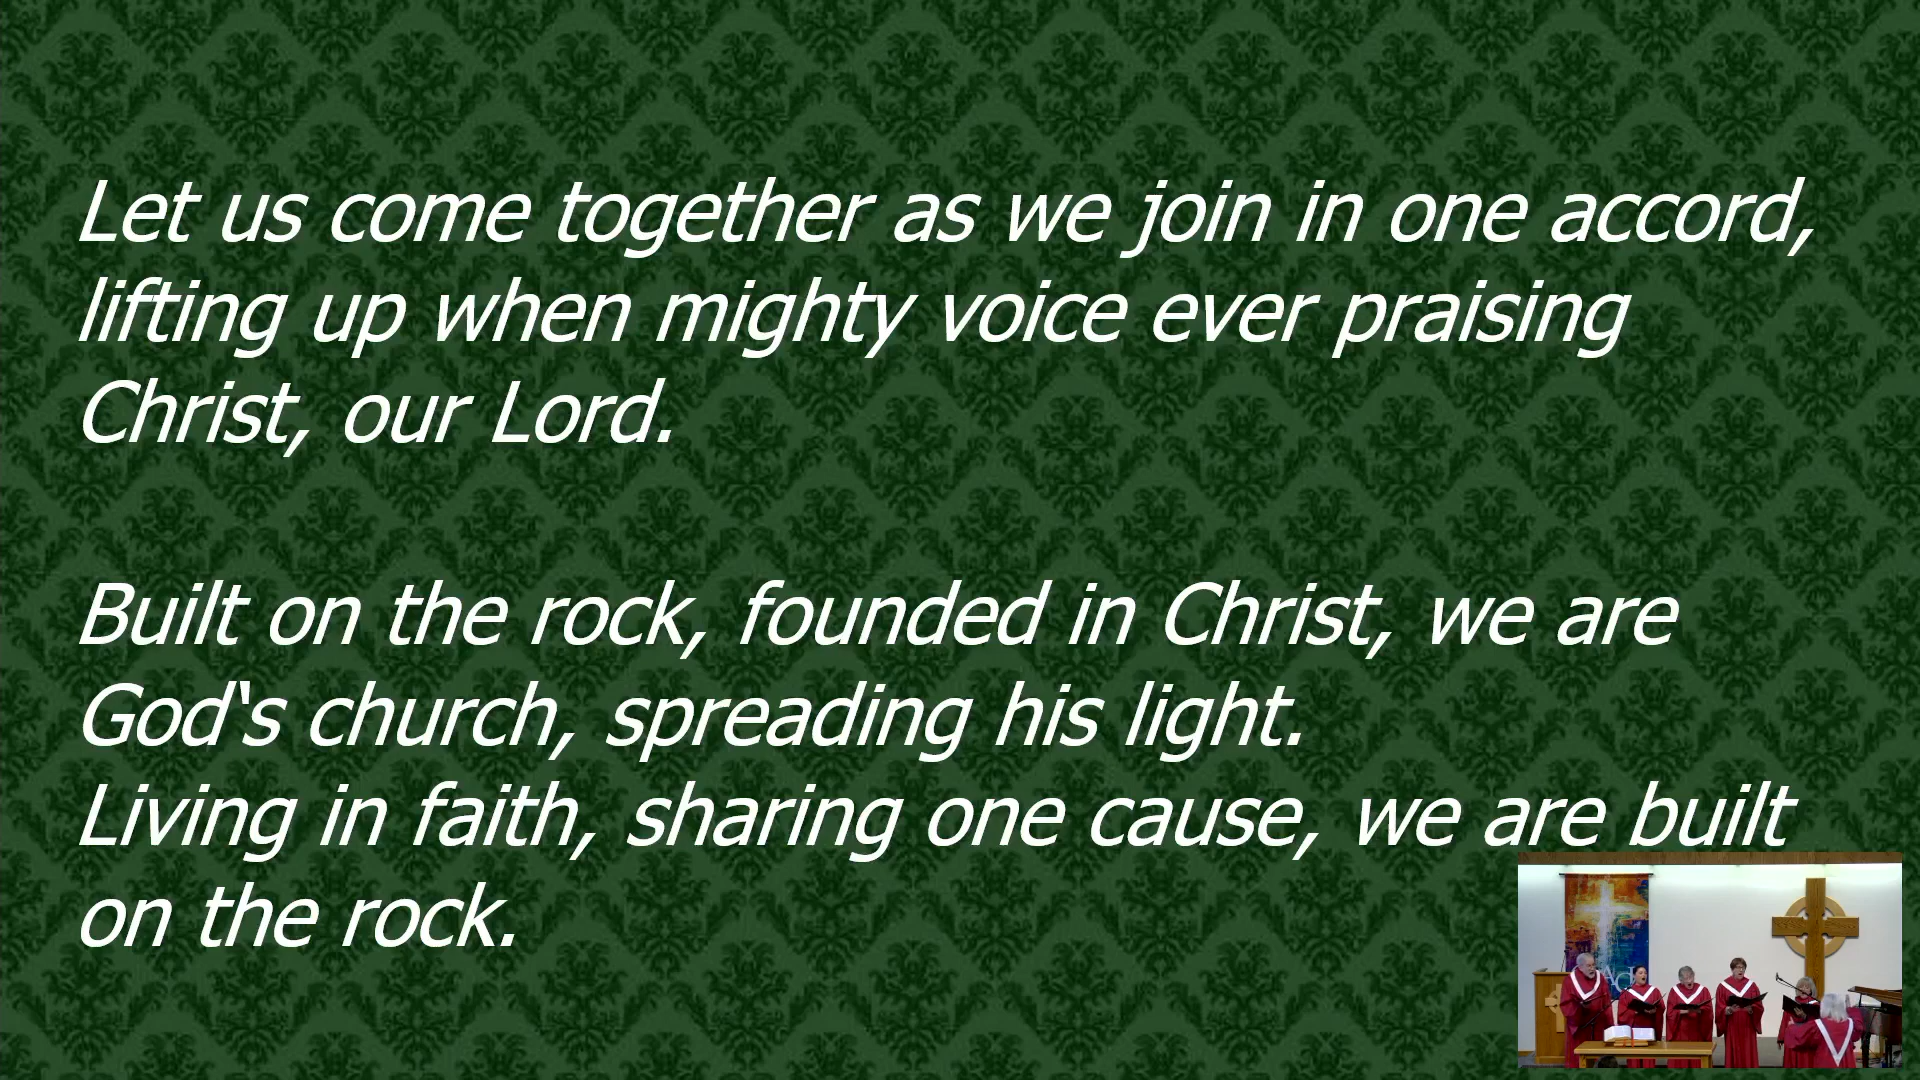 Let us come together as we join in one accord,
lifting up when mighty voice ever praising
Christ, our Lord.
Built on the rock, founded in Christ, we are
God‘s church, spreading his light.
Living in faith, sharing one cause, we are built
on the rock.